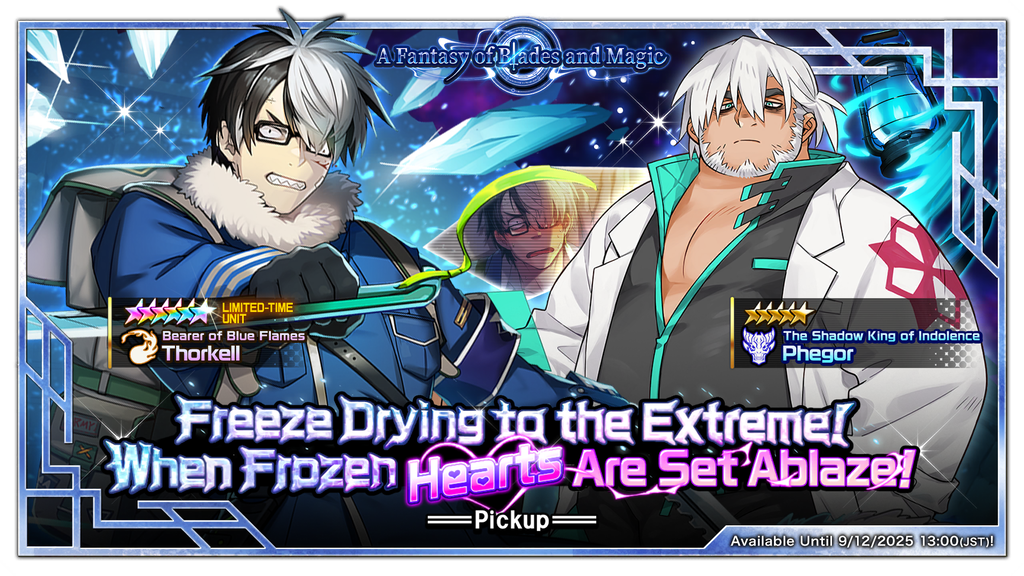 A Fantasy of Blades and Magic
LIMITED-TIME
UNIT
Bearer of Blue Flames
Thorkell
The Shadow King of Indolence
Phegor
Freeze Drying to the Extreme!
When Frozen Hearts Are Set Ablaze!
Pickup
Available Until 9/12/2025 13:00(JST)!